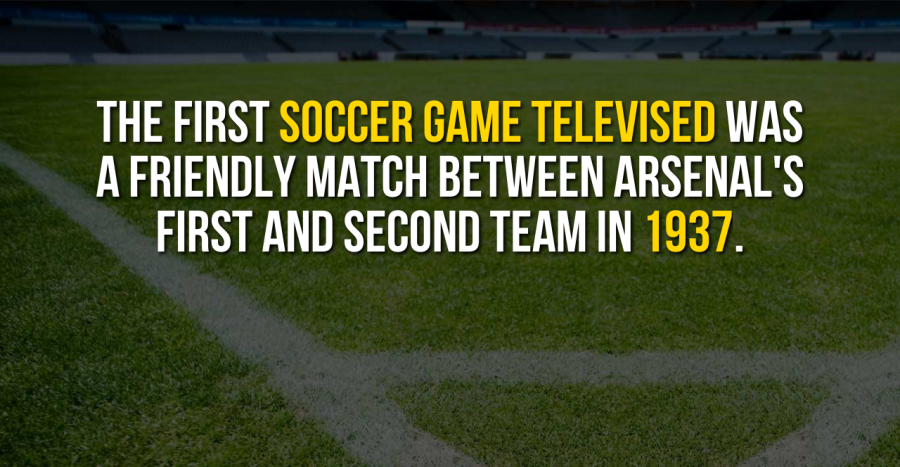 THE FIRST SOCCER GAME TELEVISED WAS
A FRIENDLY MATCH BETWEEN ARSENAL'S
FIRST AND SECOND TEAM IN 1937.